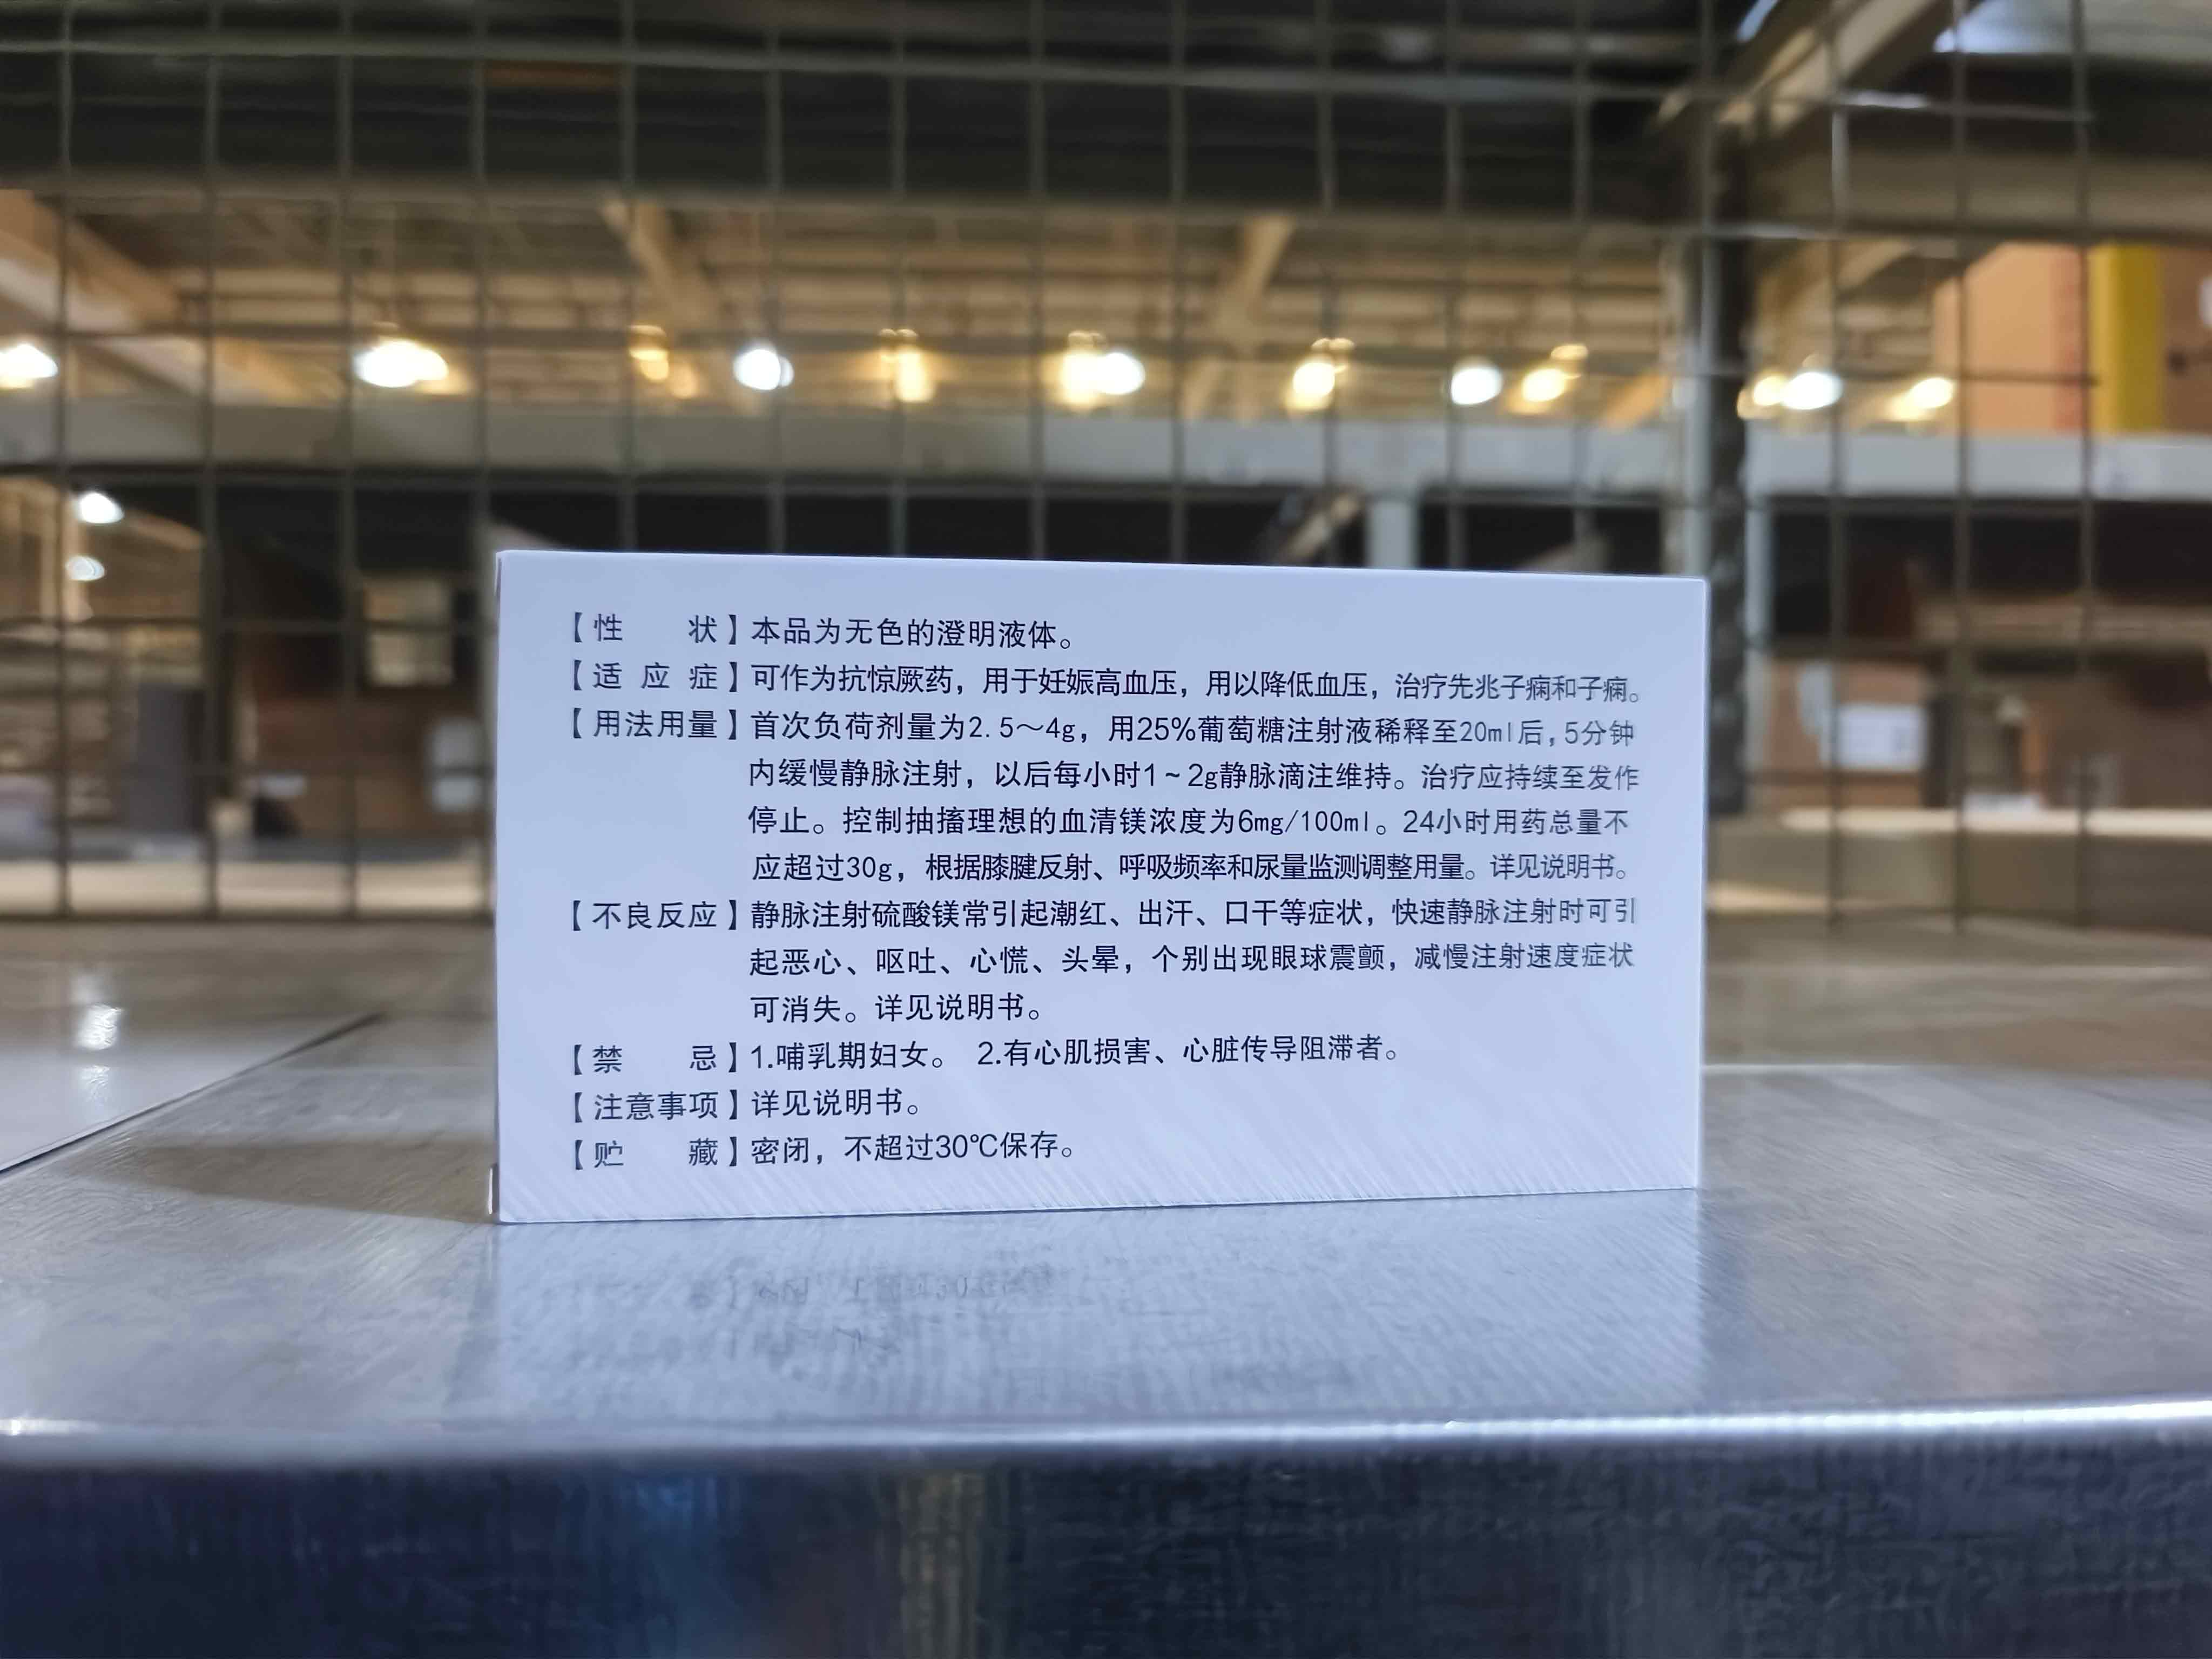 【性 状】本品为无色的澄明液体。
【适 应 症】可作为抗惊厥药，用于妊娠高血压，用以降低血压，治疗先兆子痫和子痫。
【用法用量】首次负荷剂量为2.5～4g，用25%葡萄糖注射液稀释至20ml后，5分钟
内缓慢静脉注射，以后每小时1~2g静脉滴注维持。治疗应持续至发作
停止。控制抽搐理想的血清镁浓度为6mg/100ml。24小时用药总量不
应超过30g，根据膝腱反射、呼吸频率和尿量监测调整用量。详见说明书。
【不良反应】静脉注射硫酸镁常引起潮红、出汗、口干等症状，快速静脉注射时可引
起恶心、呕吐、心慌、头晕，个别出现眼球震颤，减慢注射速度症状
可消失。详见说明书。
【禁 忌】1.哺乳期妇女。 2.有心肌损害、心脏传导阻滞者。
【注意事项】详见说明书。
【贮 藏】密闭，不超过30℃保存。